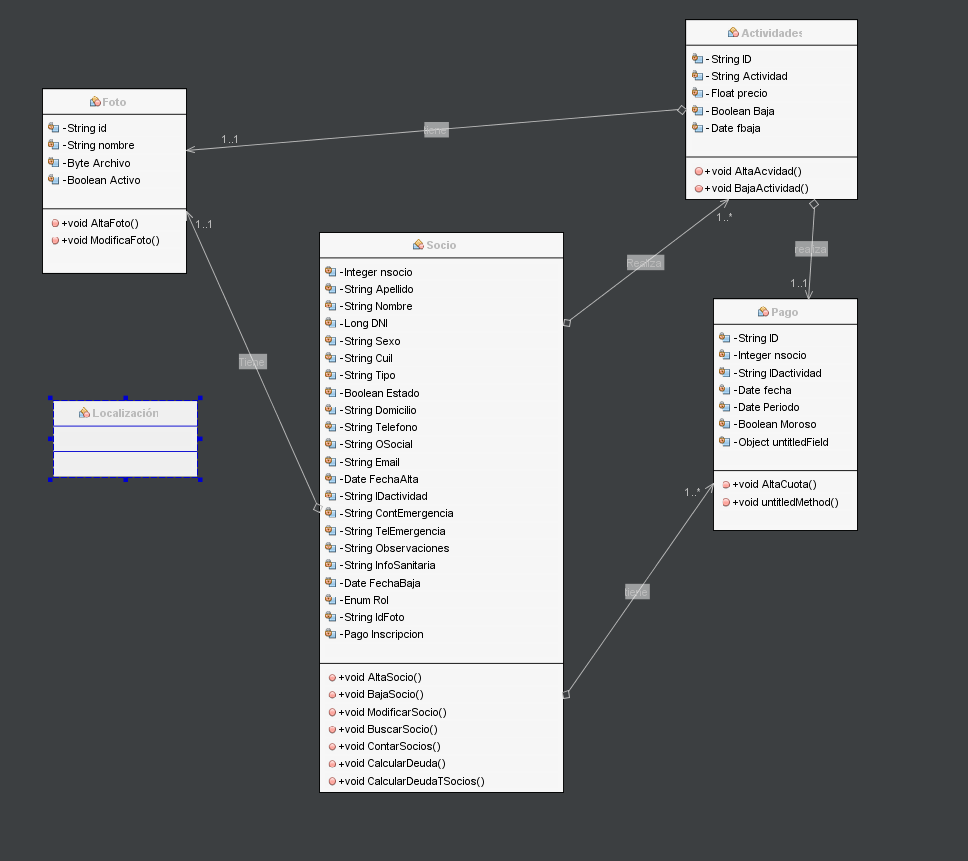 Actividades
- String ID
- String Actividad
- Float precio
- Boolean Baja
- Date fbaja
+void AltaAcvidad()
+void BajaActividad()
Foto
-String id
-String nombre
-Byte Archivo
-Boolean Activo
+void AltaFoto()
+void ModificaFoto()
1..1
tiene
1..1
Tiene
Socio
-Integer nsocio
-String Apellido
-String Nombre
-Long DNI
-String Sexo
-String Cuil
-String Tipo
-Boolean Estado
-String Domicilio
-String Telefono
-String OSocial
-String Email
-Date FechaAlta
-String IDactividad
-String ContEmergencia
-String TelEmergencia
-String Observaciones
-String InfoSanitaria
-Date FechaBaja
-Enum Rol
-String IdFoto
-Pago Inscripcion
+void AltaSocio()
+void BajaSocio()
+void ModificarSocio()
+void BuscarSocio()
+void ContarSocios()
+void CalcularDeuda()
+void CalcularDeudaTSocios()
1..*
Realiza
realiza
1..1
Pago
-String ID
-Integer nsocio
-String IDactividad
-Date fecha
-Date Periodo
-Boolean Moroso
-Object untitledField
+void AltaCuota()
+void untitledMethod()
1..*
tiene
Localización